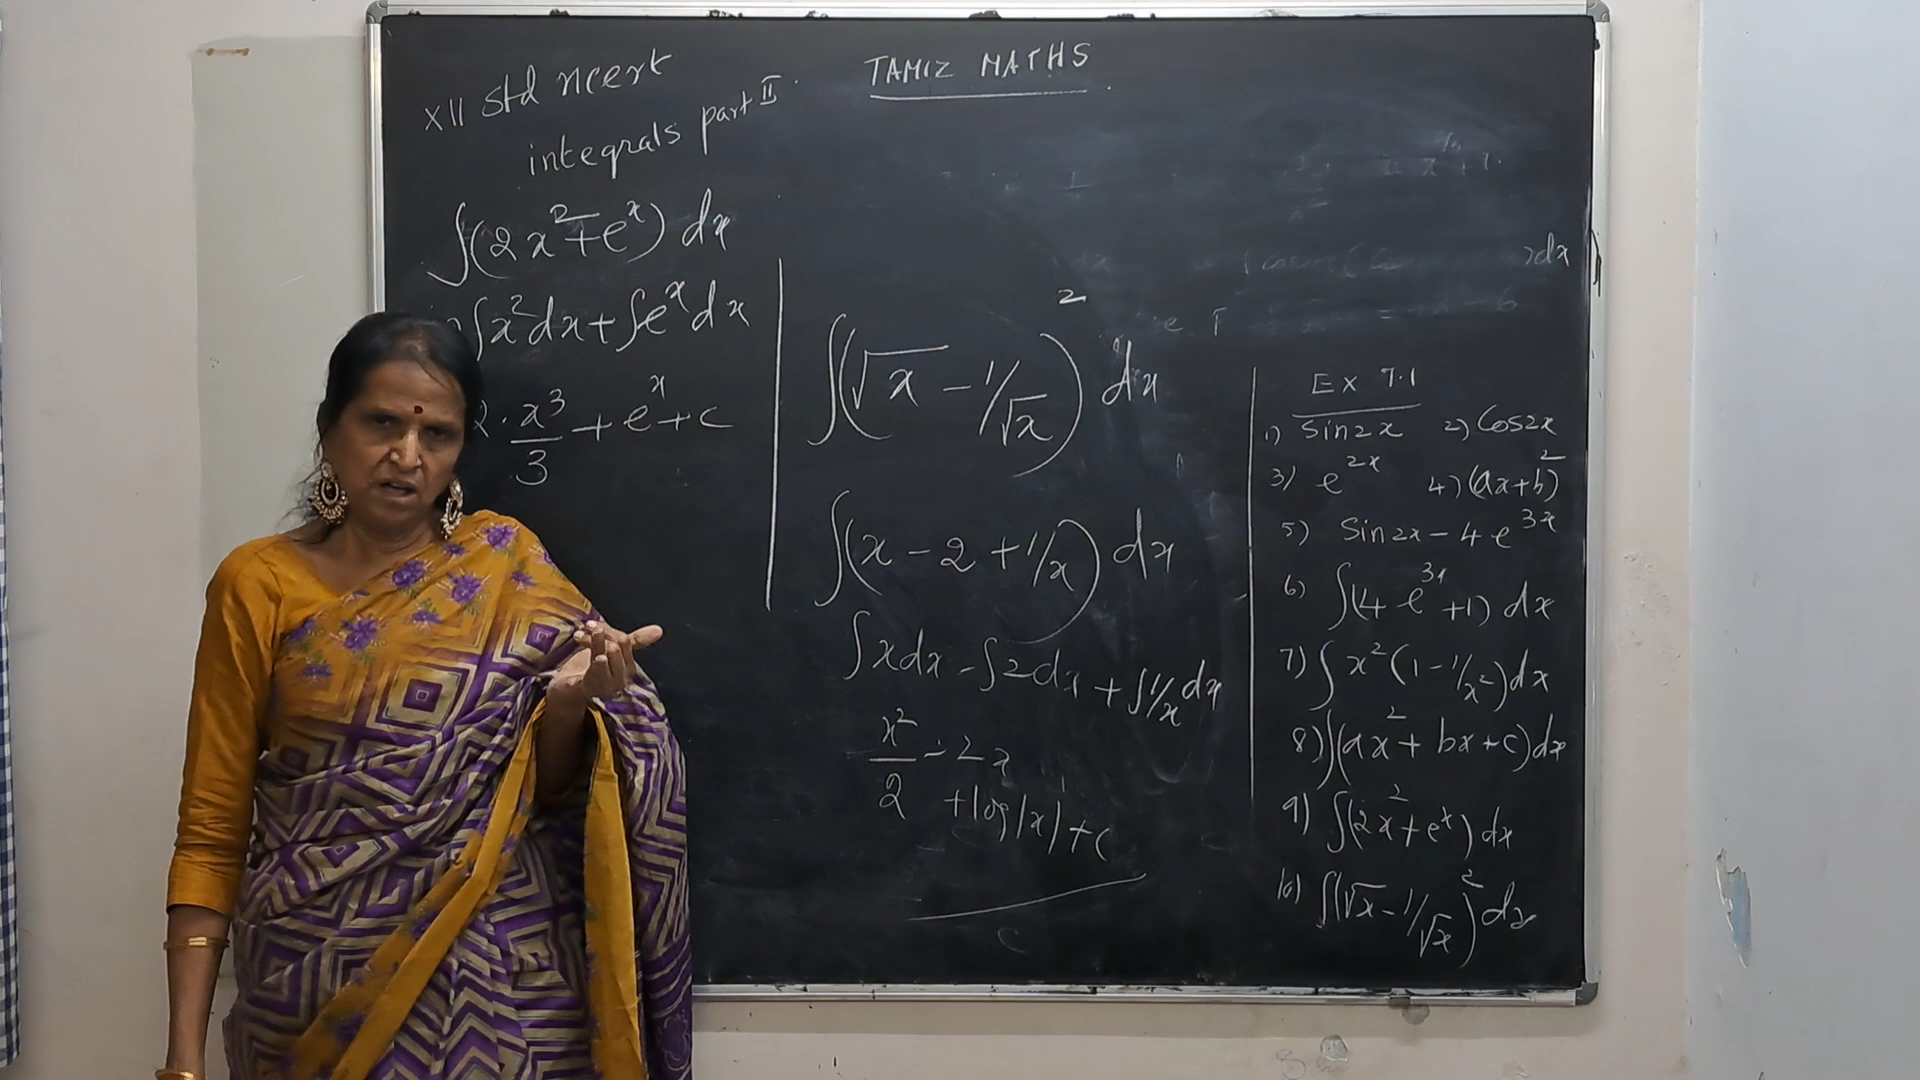 XII std ncert
integrals part II
TAMIZ MATHS
∫(2x²+eˣ) dx
∫x²dx+∫eˣdx
2·x³/3+eˣ+c
∫(√x-1/√x)² dx
∫(x-2+1/x) dx
∫xdx-∫2dx+∫1/x dx
x²/2-2x
+log|x|+c
Ex 7.1
1) Sin2x 2) Cos2x
3) e²ˣ 4) (ax+b)²
5) Sin2x-4e³ˣ
6) ∫(4e³ˣ+1) dx
7) ∫x²(1-1/x²)dx
8) ∫(ax²+bx+c)dx
9) ∫(2x²+eˣ) dx
10) ∫(√x-1/√x)² dx